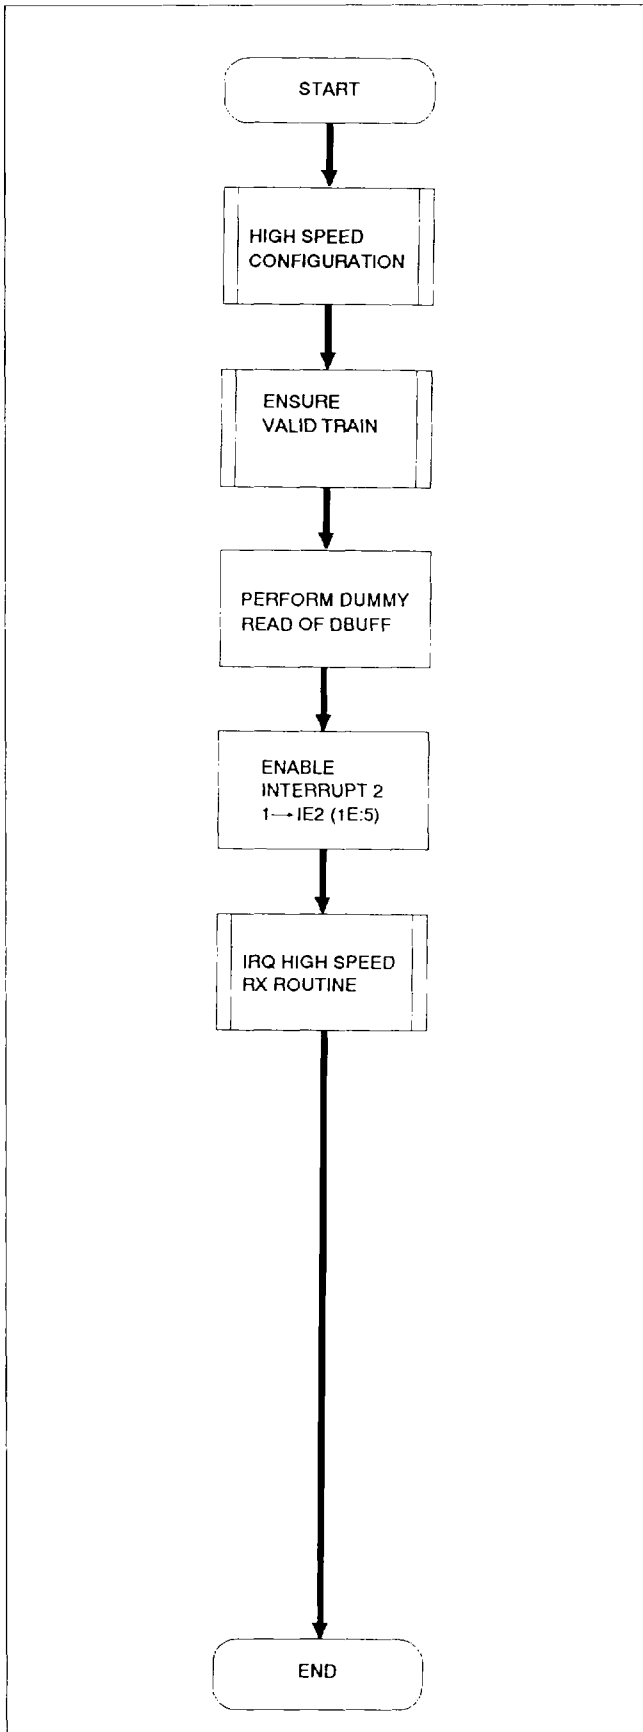 START
HIGH SPEED
CONFIGURATION
ENSURE
VALID TRAIN
PERFORM DUMMY
READ OF DBUFF
ENABLE
INTERRUPT 2
1→ IE2 (1E:5)
IRQ HIGH SPEED
RX ROUTINE
END